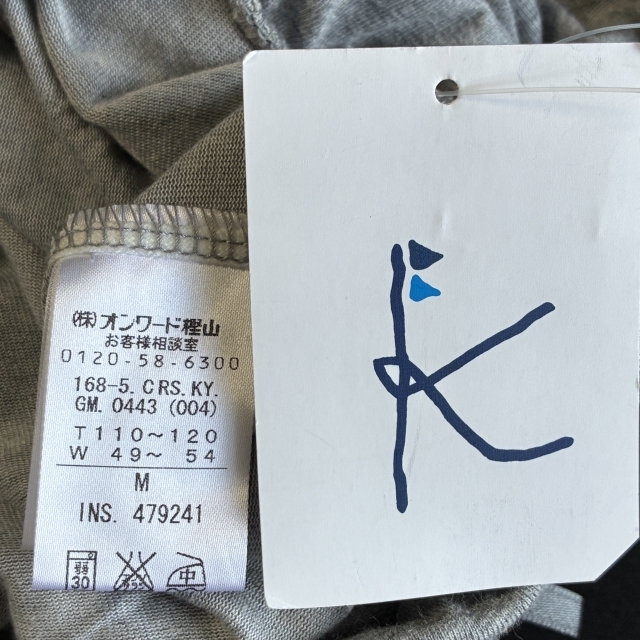 (株)オンワード樫山
お客様相談室
0120-58-6300
168-5. CRS. KY.
GM. 0443 (004)
T110~120
W 49~ 54
M
INS. 479241
30
中
K